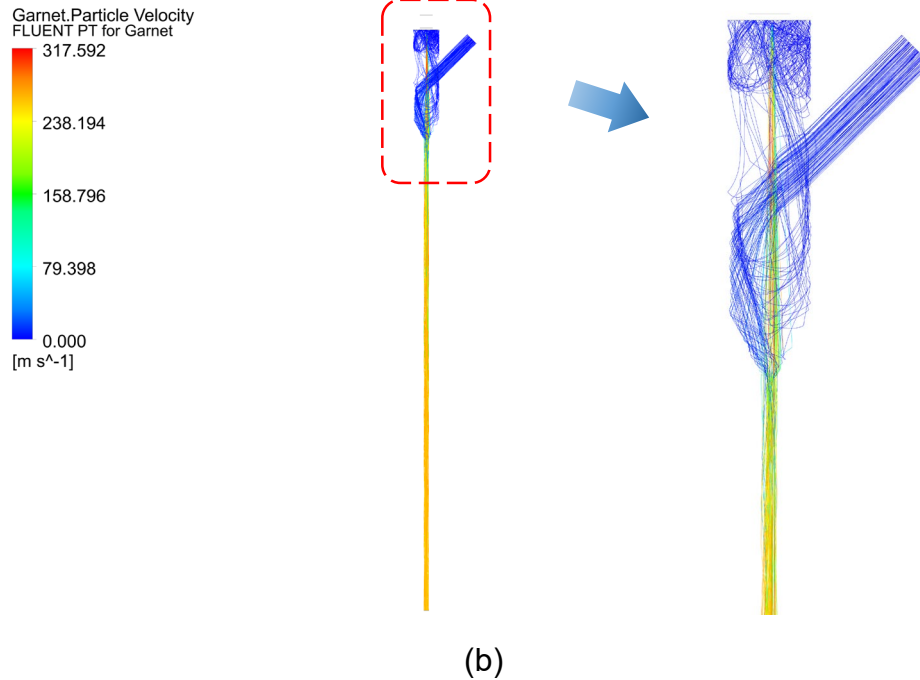 Garnet.Particle Velocity
FLUENT PT for Garnet
317.592
238.194
158.796
79.398
0.000
[m s^-1]
(b)